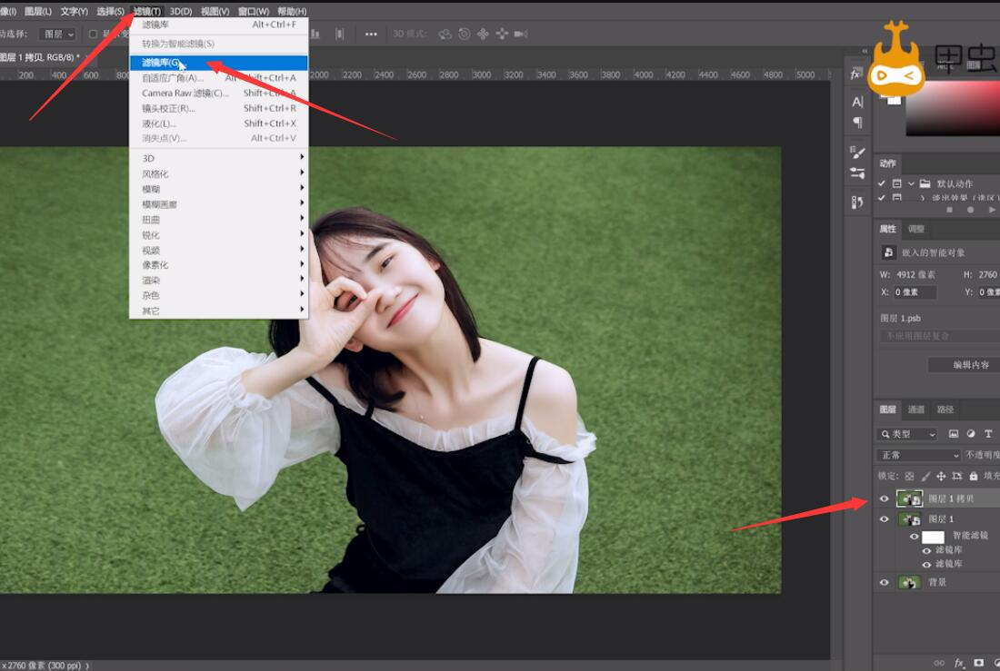 像(I) 图层(L) 文字(Y) 选择(S) 滤镜(T) 3D(D) 视图(V) 窗口(W) 帮助(H)
动选择: 图层 3D 模式:
图层 1 拷贝, RGB/8) *
200 400 600 800 2000 2200 2400 2600 2800 3000 3200 3400 3600 3800 4000 4200 4400 4600 4800 5000
滤镜库 Alt+Ctrl+F
转换为智能滤镜(S)
滤镜库(G)...
自适应广角(A)... Alt+Shift+Ctrl+A
Camera Raw 滤镜(C)... Shift+Ctrl+A
镜头校正(R)... Shift+Ctrl+R
液化(L)... Shift+Ctrl+X
消失点(V)... Alt+Ctrl+V
3D
风格化
模糊
模糊画廊
扭曲
锐化
视频
像素化
渲染
杂色
其它
田虫
动作
默认动作
淡出效果 (选区)
属性 调整
嵌入的智能对象
W: 4912 像素 H: 2760
X: 0 像素 Y: 0 像素
图层 1.psb
不应用图层复合
编辑内容
图层 通道 路径
类型
正常 不透明度
锁定: 填充
图层 1 拷贝
图层 1
智能滤镜
滤镜库
滤镜库
背景
x 2760 像素 (300 ppi)